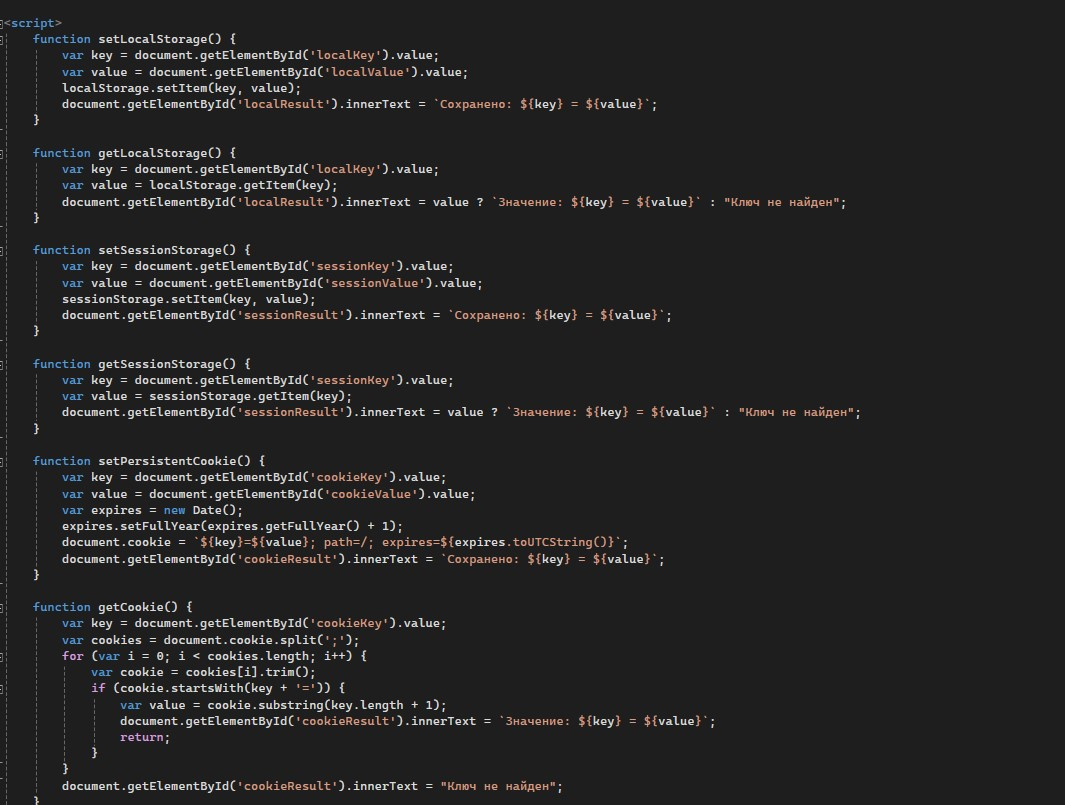 <script>
function setLocalStorage() {
var key = document.getElementById('localKey').value;
var value = document.getElementById('localValue').value;
localStorage.setItem(key, value);
document.getElementById('localResult').innerText = `Сохранено: ${key} = ${value}`;
}
function getLocalStorage() {
var key = document.getElementById('localKey').value;
var value = localStorage.getItem(key);
document.getElementById('localResult').innerText = value ? `Значение: ${key} = ${value}` : "Ключ не найден";
}
function setSessionStorage() {
var key = document.getElementById('sessionKey').value;
var value = document.getElementById('sessionValue').value;
sessionStorage.setItem(key, value);
document.getElementById('sessionResult').innerText = `Сохранено: ${key} = ${value}`;
}
function getSessionStorage() {
var key = document.getElementById('sessionKey').value;
var value = sessionStorage.getItem(key);
document.getElementById('sessionResult').innerText = value ? `Значение: ${key} = ${value}` : "Ключ не найден";
}
function setPersistentCookie() {
var key = document.getElementById('cookieKey').value;
var value = document.getElementById('cookieValue').value;
var expires = new Date();
expires.setFullYear(expires.getFullYear() + 1);
document.cookie = `${key}=${value}; path=/; expires=${expires.toUTCString()}`;
document.getElementById('cookieResult').innerText = `Сохранено: ${key} = ${value}`;
}
function getCookie() {
var key = document.getElementById('cookieKey').value;
var cookies = document.cookie.split(';');
for (var i = 0; i < cookies.length; i++) {
var cookie = cookies[i].trim();
if (cookie.startsWith(key + '=')) {
var value = cookie.substring(key.length + 1);
document.getElementById('cookieResult').innerText = `Значение: ${key} = ${value}`;
return;
}
}
document.getElementById('cookieResult').innerText = "Ключ не найден";
}